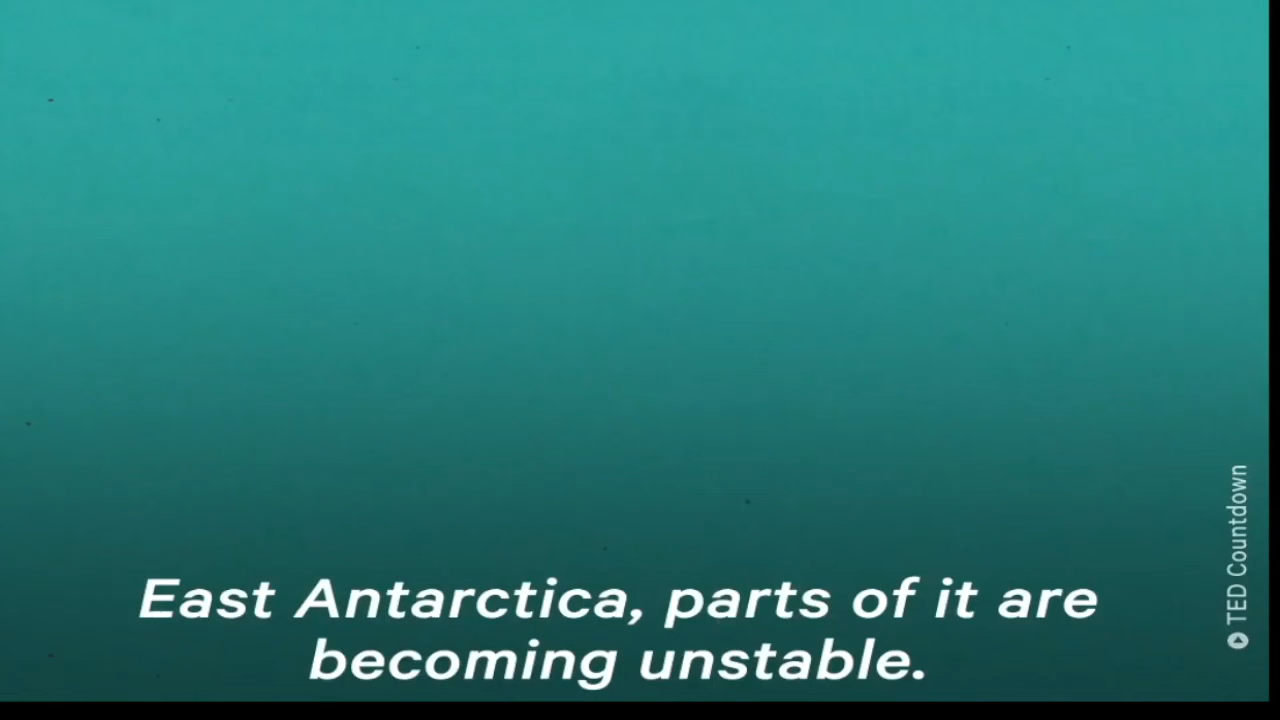 East Antarctica, parts of it are
becoming unstable.
TED Countdown